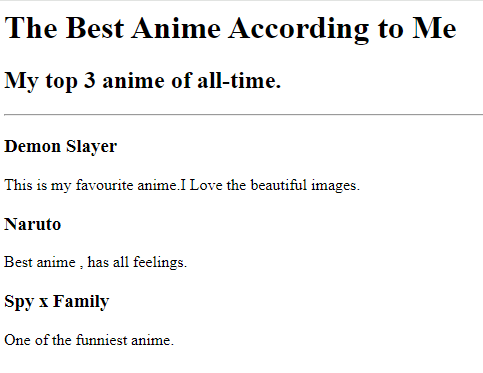 The Best Anime According to Me
My top 3 anime of all-time.
Demon Slayer
This is my favourite anime.I Love the beautiful images.
Naruto
Best anime , has all feelings.
Spy x Family
One of the funniest anime.